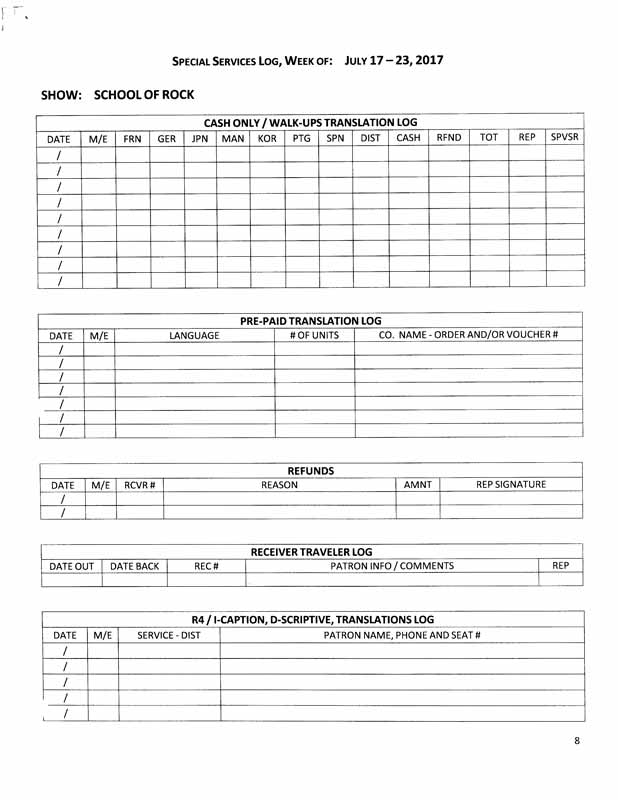 SPECIAL SERVICES LOG, WEEK OF: JULY 17 – 23, 2017
SHOW: SCHOOL OF ROCK
CASH ONLY / WALK-UPS TRANSLATION LOG
DATE M/E FRN GER JPN MAN KOR PTG SPN DIST CASH RFND TOT REP SPVSR
/
/
/
/
/
/
/
/
/
PRE-PAID TRANSLATION LOG
DATE M/E LANGUAGE # OF UNITS CO. NAME - ORDER AND/OR VOUCHER #
/
/
/
/
/
/
/
REFUNDS
DATE M/E RCVR # REASON AMNT REP SIGNATURE
/
/
RECEIVER TRAVELER LOG
DATE OUT DATE BACK REC # PATRON INFO / COMMENTS REP
R4 / I-CAPTION, D-SCRIPTIVE, TRANSLATIONS LOG
DATE M/E SERVICE - DIST PATRON NAME, PHONE AND SEAT #
/
/
/
/
/
8